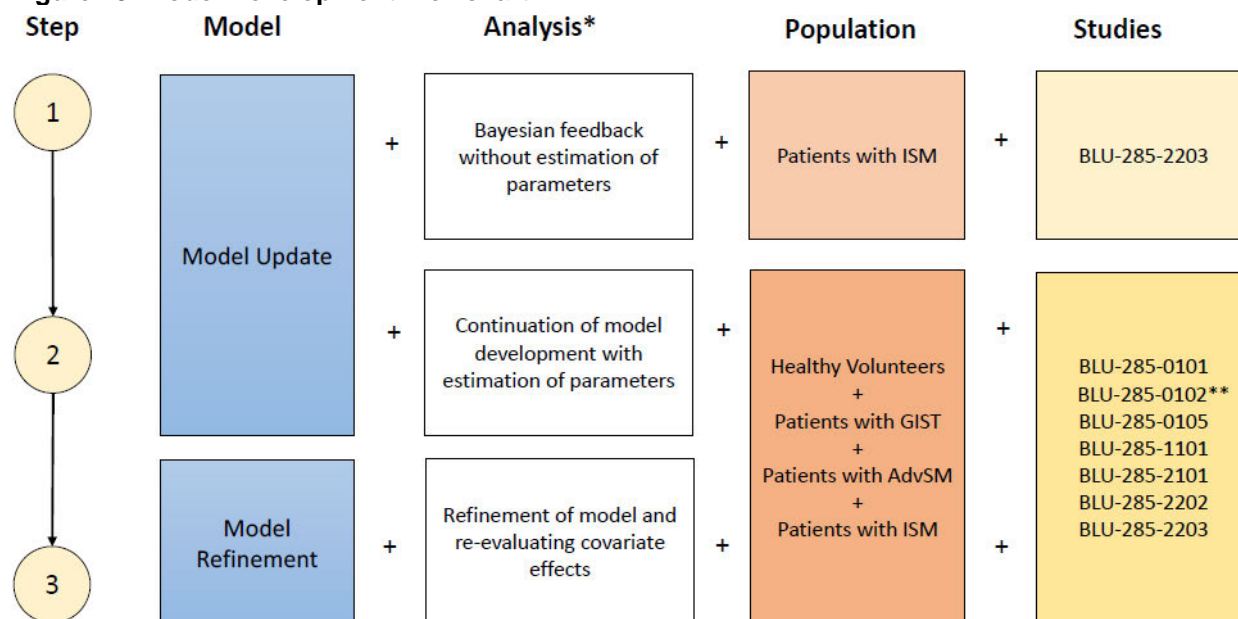 Step Model Analysis* Population Studies
1
Model Update
+
Bayesian feedback
without estimation of
parameters
+
Patients with ISM
+
BLU-285-2203
2
+
Continuation of model
development with
estimation of parameters
+
Healthy Volunteers
+
Patients with GIST
+
Patients with AdvSM
+
Patients with ISM
+
BLU-285-0101
BLU-285-0102**
BLU-285-0105
BLU-285-1101
BLU-285-2101
BLU-285-2202
BLU-285-2203
3
Model
Refinement
+
Refinement of model and
re-evaluating covariate
effects
+
+